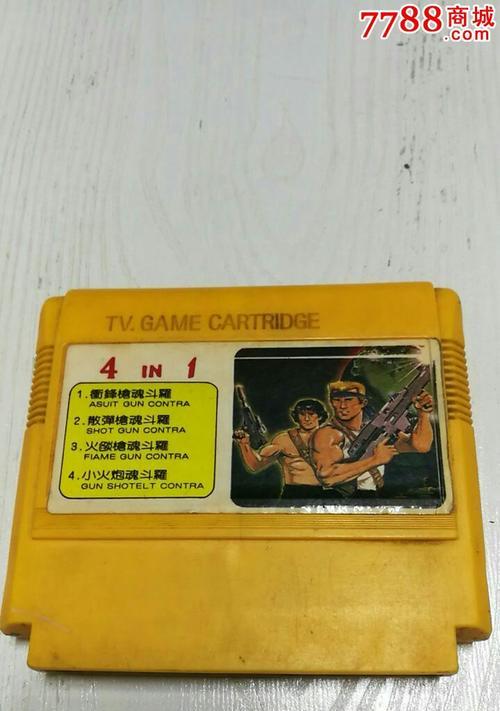 7788商城
.com
TV. GAME CARTRIDGE
4 IN 1
1.衝鋒槍魂斗羅
ASUIT GUN CONTRA
2.散彈槍魂斗羅
SHOT GUN CONTRA
3.火燄槍魂斗羅
FIAME GUN CONTRA
4.小火炮魂斗羅
GUN SHOTELT CONTRA